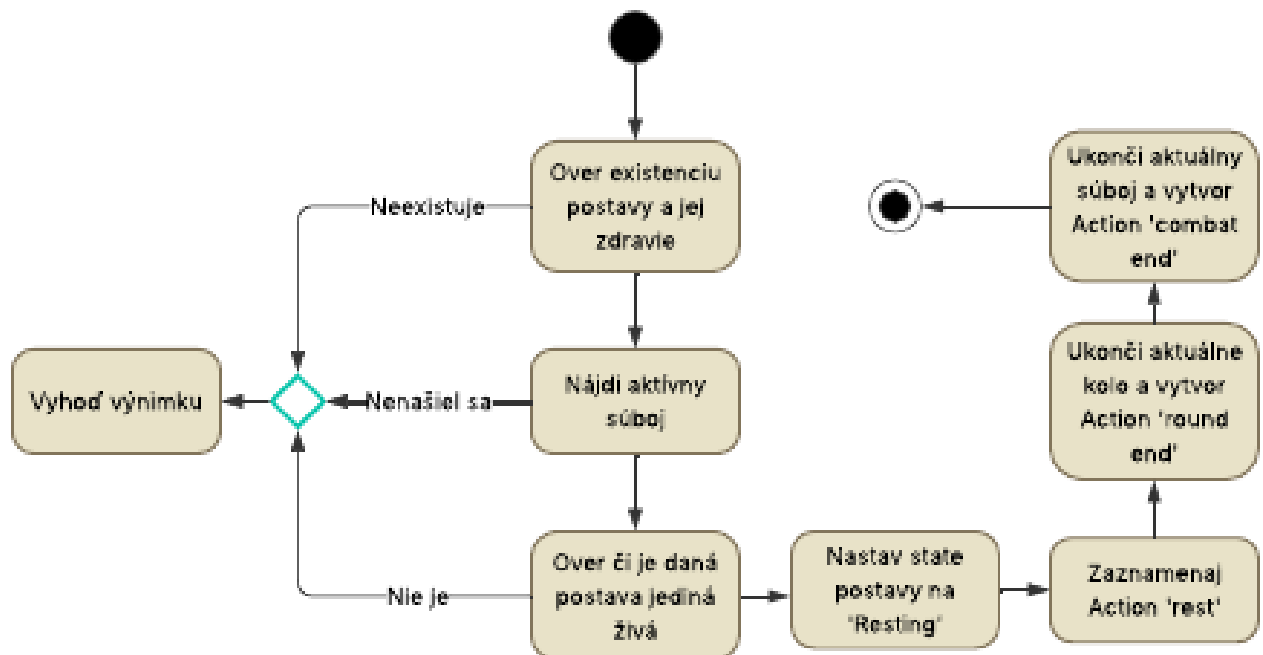 Over existenciu
postavy a jej
zdravie
Neexistuje
Nájdi aktívny
súboj
Nenašiel sa
Vyhoď výnimku
Over či je daná
postava jediná
živá
Nie je
Nastav state
postavy na
'Resting'
Zaznamenaj
Action 'rest'
Ukonči aktuálne
kolo a vytvor
Action 'round
end'
Ukonči aktuálny
súboj a vytvor
Action 'combat
end'